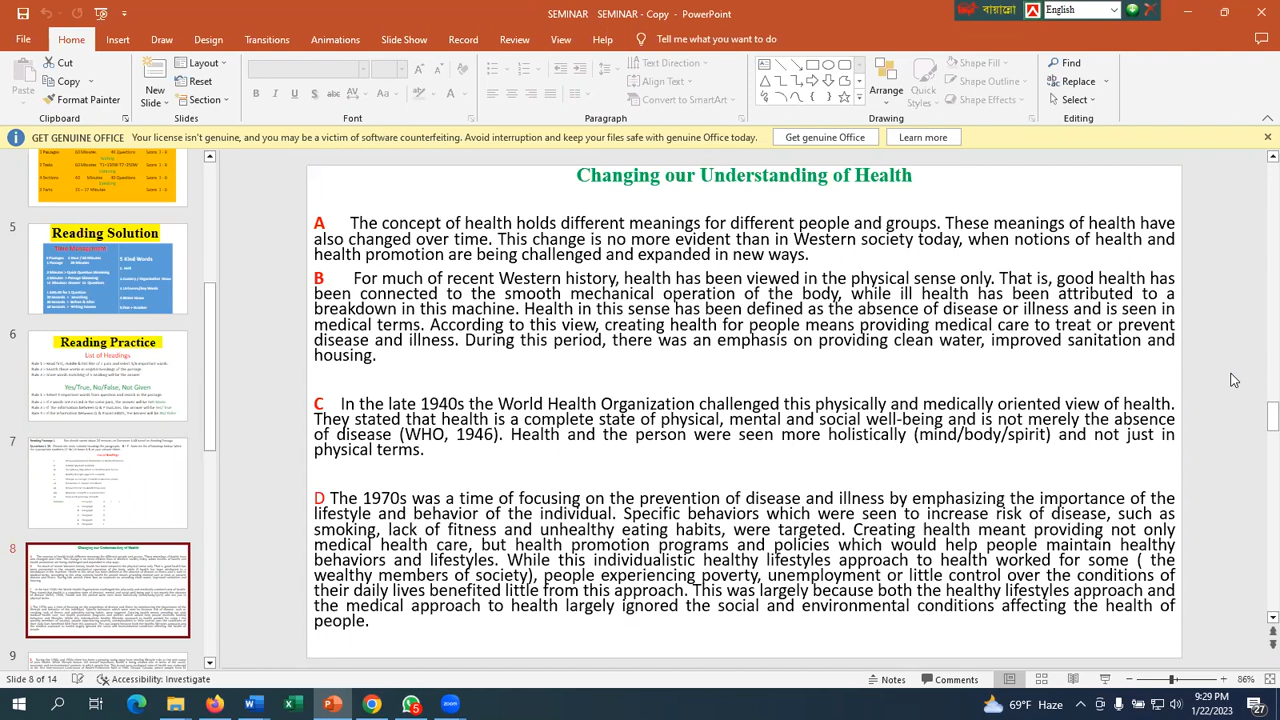 SEMINAR SEMINAR - Copy - PowerPoint
বাংলা English
File Home Insert Draw Design Transitions Animations Slide Show Record Review View Help Tell me what you want to do
Paste Cut Copy Format Painter
New Slide Layout Reset Section
Text Direction Align Text Convert to SmartArt
Arrange Quick Styles Shape Fill Shape Outline Shape Effects
Find Replace Select
Clipboard Slides Font Paragraph Drawing Editing
GET GENUINE OFFICE Your license isn't genuine, and you may be a victim of software counterfeiting. Avoid interruption and keep your files safe with genuine Office today. Get genuine Office Learn more
5
Reading Solution
Time Management
6
Reading Practice
List of Headings
Yes/True, No/False, Not Given
7
Changing our Understanding of Health
9
Changing our Understanding of Health
A The concept of health holds different meanings for different people and groups. These meanings of health have
also changed over time. This change is no more evident than in Western society today, when notions of health and
health promotion are being challenged and expanded in new ways.
B For much of recent Western history, health has been viewed in the physical sense only. That is, good health has
been connected to the smooth mechanical operation of the body, while ill health has been attributed to a
breakdown in this machine. Health in this sense has been defined as the absence of disease or illness and is seen in
medical terms. According to this view, creating health for people means providing medical care to treat or prevent
disease and illness. During this period, there was an emphasis on providing clean water, improved sanitation and
housing.
C In the late 1940s the World Health Organization challenged this physically and medically oriented view of health.
They stated that health is a complete state of physical, mental and social well-being and is not merely the absence
of disease (WHO, 1946). Health and the person were seen more holistically (mind/body/spirit) and not just in
physical terms.
D The 1970s was a time of focusing on the prevention of disease and illness by emphasizing the importance of the
lifestyle and behavior of the individual. Specific behaviors which were seen to increase risk of disease, such as
smoking, lack of fitness and unhealthy eating habits, were targeted. Creating health meant providing not only
medical health care, but health promotion programs and policies which would help people maintain healthy
behaviors and lifestyles. While this individualistic healthy lifestyles approach to health worked for some ( the
wealthy members of society), people experiencing poverty, unemployment or little control over the conditions of
their daily lives benefited little from this approach. This was largely because both the healthy lifestyles approach and
the medical approach to health largely ignored the social and environmental conditions affecting the health of
people.
Slide 8 of 14 Accessibility: Investigate Notes Comments 86%
69°F Haze 9:29 PM
1/22/2023